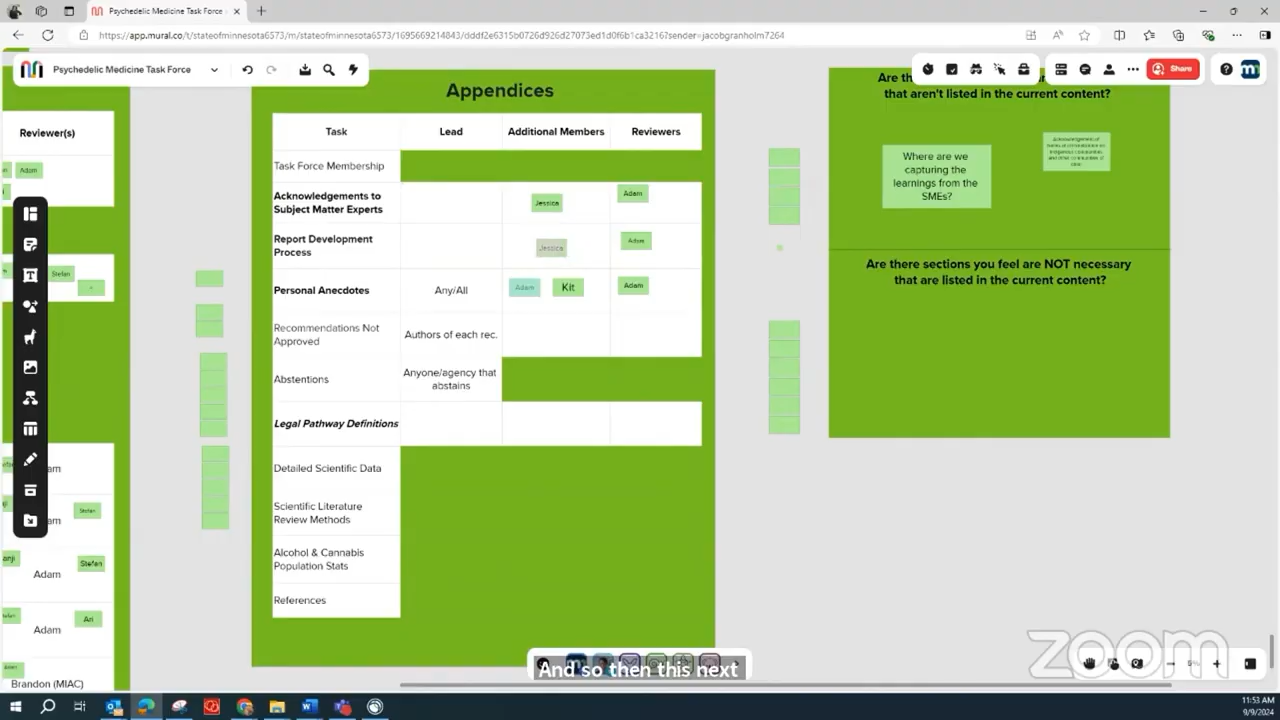 Psychedelic Medicine Task Force
https://app.mural.co/t/stateofminnesota6573/m/stateofminnesota6573/1695669214843/dddf2e6315b0726d926d27073ed1d0f6b1ca3216?sender=jacobgranholm7264
Psychedelic Medicine Task Force
Share
Reviewer(s)
Adam
Stefan
Adam
Stefan
Adam
Stefan
Adam
Ari
Brandon (MIAC)
Appendices
Task Lead Additional Members Reviewers
Task Force Membership
Acknowledgements to
Subject Matter Experts
Jessica Adam
Report Development
Process
Jessica Adam
Personal Anecdotes Any/All Adam Kit Adam
Recommendations Not
Approved
Authors of each rec.
Abstentions
Anyone/agency that
abstains
Legal Pathway Definitions
Detailed Scientific Data
Scientific Literature
Review Methods
Alcohol & Cannabis
Population Stats
References
Are th
that aren't listed in the current content?
Where are we
capturing the
learnings from the
SMEs?
Are there sections you feel are NOT necessary
that are listed in the current content?
And so then this next
zoom
11:53 AM
9/9/2024